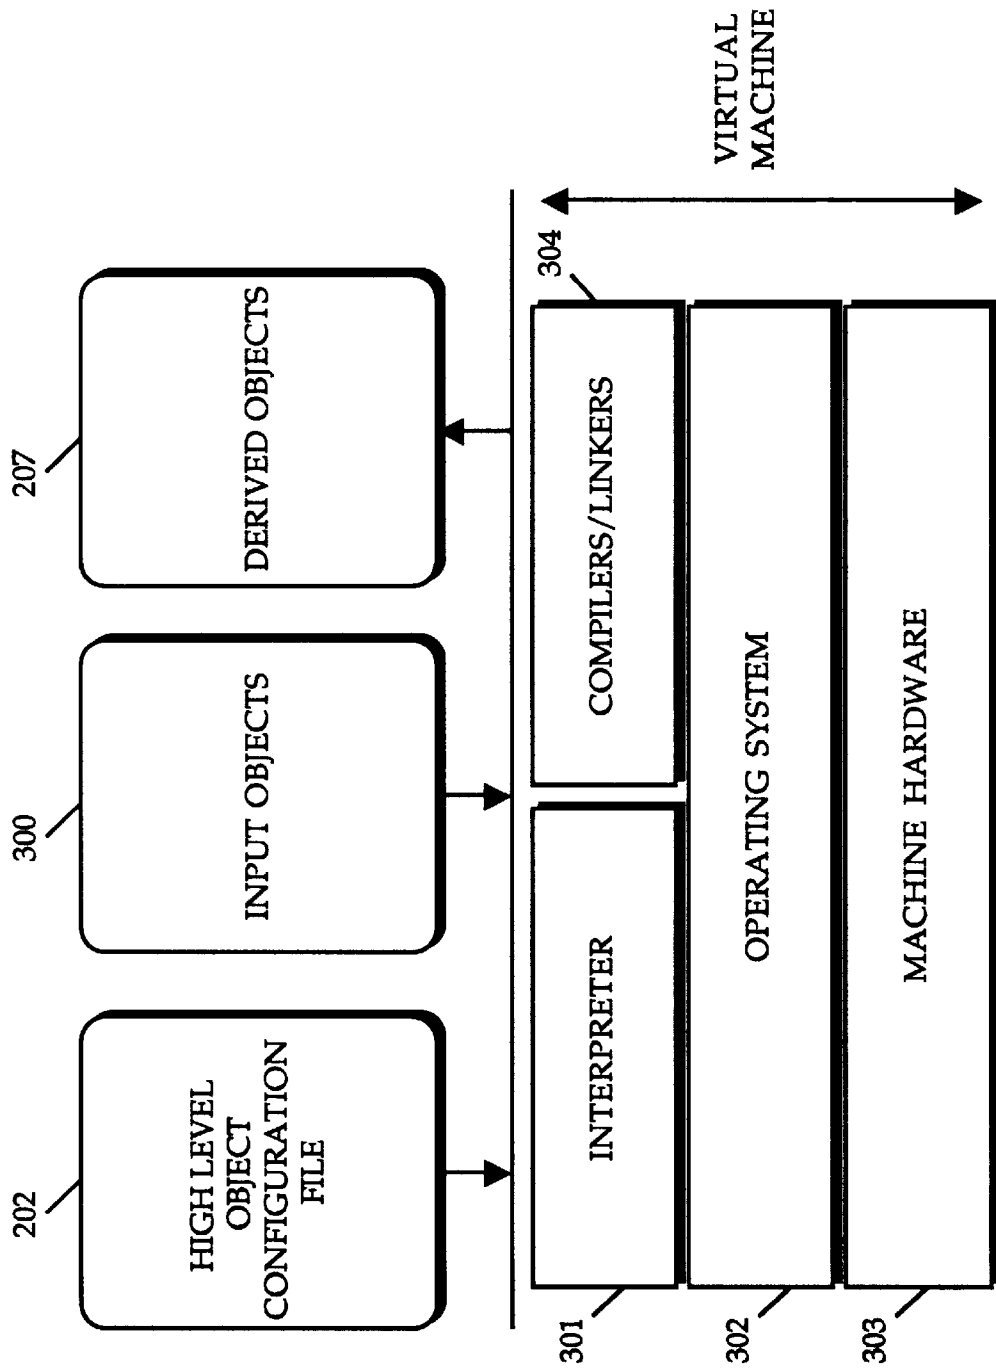 202
300
207
HIGH LEVEL
OBJECT
CONFIGURATION
FILE
INPUT OBJECTS
DERIVED OBJECTS
301
INTERPRETER
COMPILERS/LINKERS
304
302
OPERATING SYSTEM
303
MACHINE HARDWARE
VIRTUAL
MACHINE